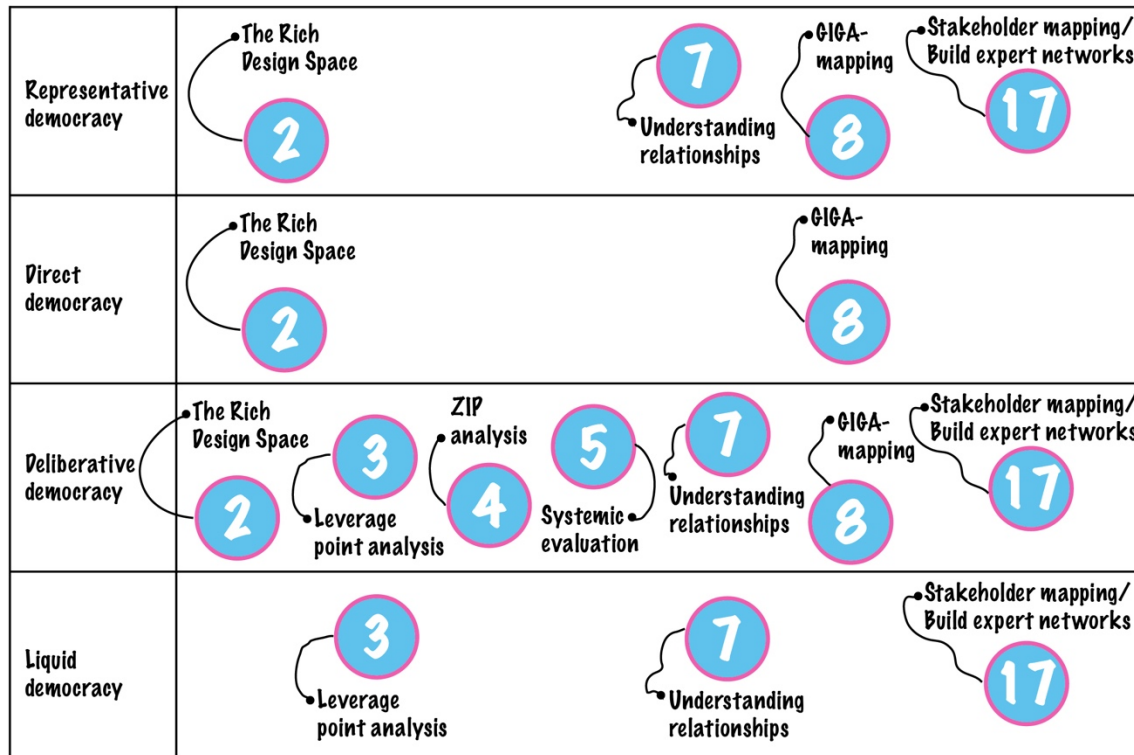 Representative
democracy
The Rich
Design Space
2
7
Understanding
relationships
GIGA-
mapping
8
Stakeholder mapping/
Build expert networks
17
Direct
democracy
The Rich
Design Space
2
GIGA-
mapping
8
Deliberative
democracy
The Rich
Design Space
2
3
Leverage
point analysis
ZIP
analysis
4
5
Systemic
evaluation
7
Understanding
relationships
GIGA-
mapping
8
Stakeholder mapping/
Build expert networks
17
Liquid
democracy
3
Leverage
point analysis
7
Understanding
relationships
Stakeholder mapping/
Build expert networks
17